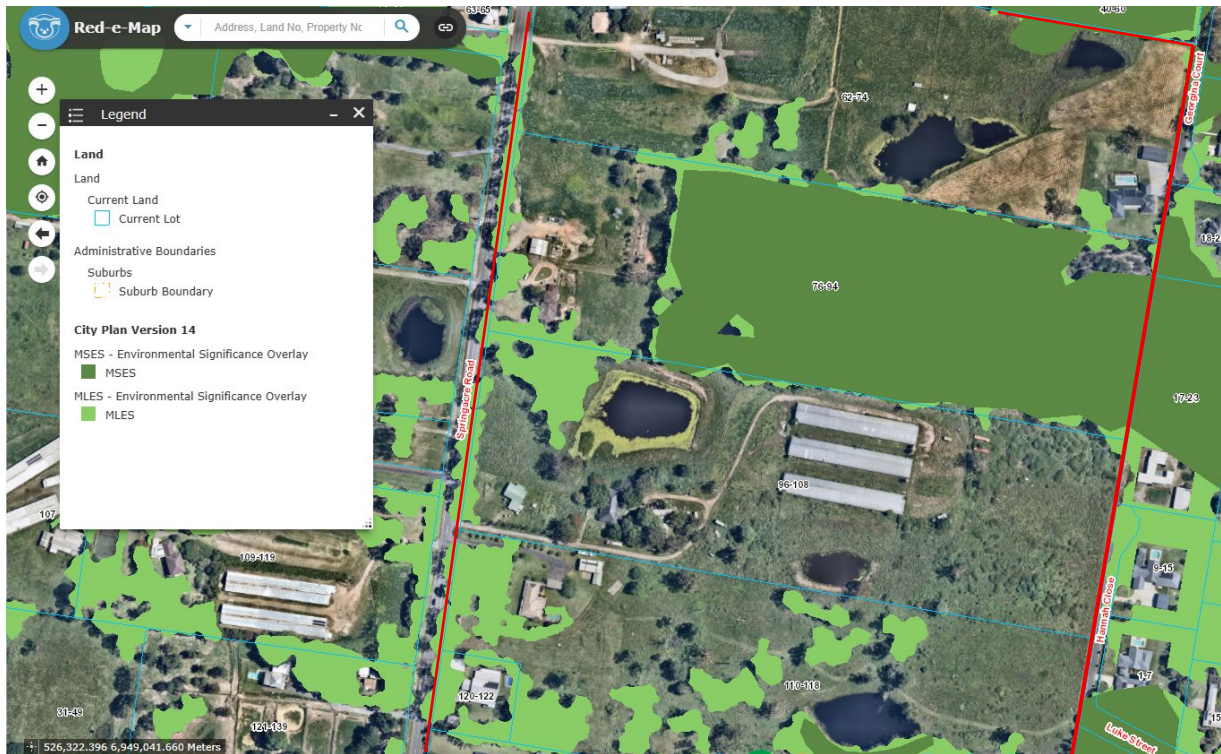 Red-e-Map
Address, Land No, Property Nc
63-65
40-60
Legend
Land
Land
Current Land
Current Lot
Administrative Boundaries
Suburbs
Suburb Boundary
City Plan Version 14
MSES - Environmental Significance Overlay
MSES
MLES - Environmental Significance Overlay
MLES
62-74
Georgina Court
18-2
76-94
17-23
Springacre Road
96-108
107
109-119
9-15
Hannah Close
1-7
110-118
120-122
31-49
121-139
15
Luke Street
526,322.396 6,949,041.660 Meters